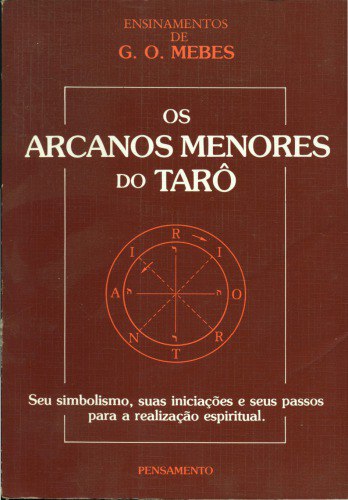 ENSINAMENTOS
DE
G. O. MEBES
OS
ARCANOS MENORES
DO TARÔ
R
I I
A O
N R
T
Seu simbolismo, suas iniciações e seus passos
para a realização espiritual.
PENSAMENTO